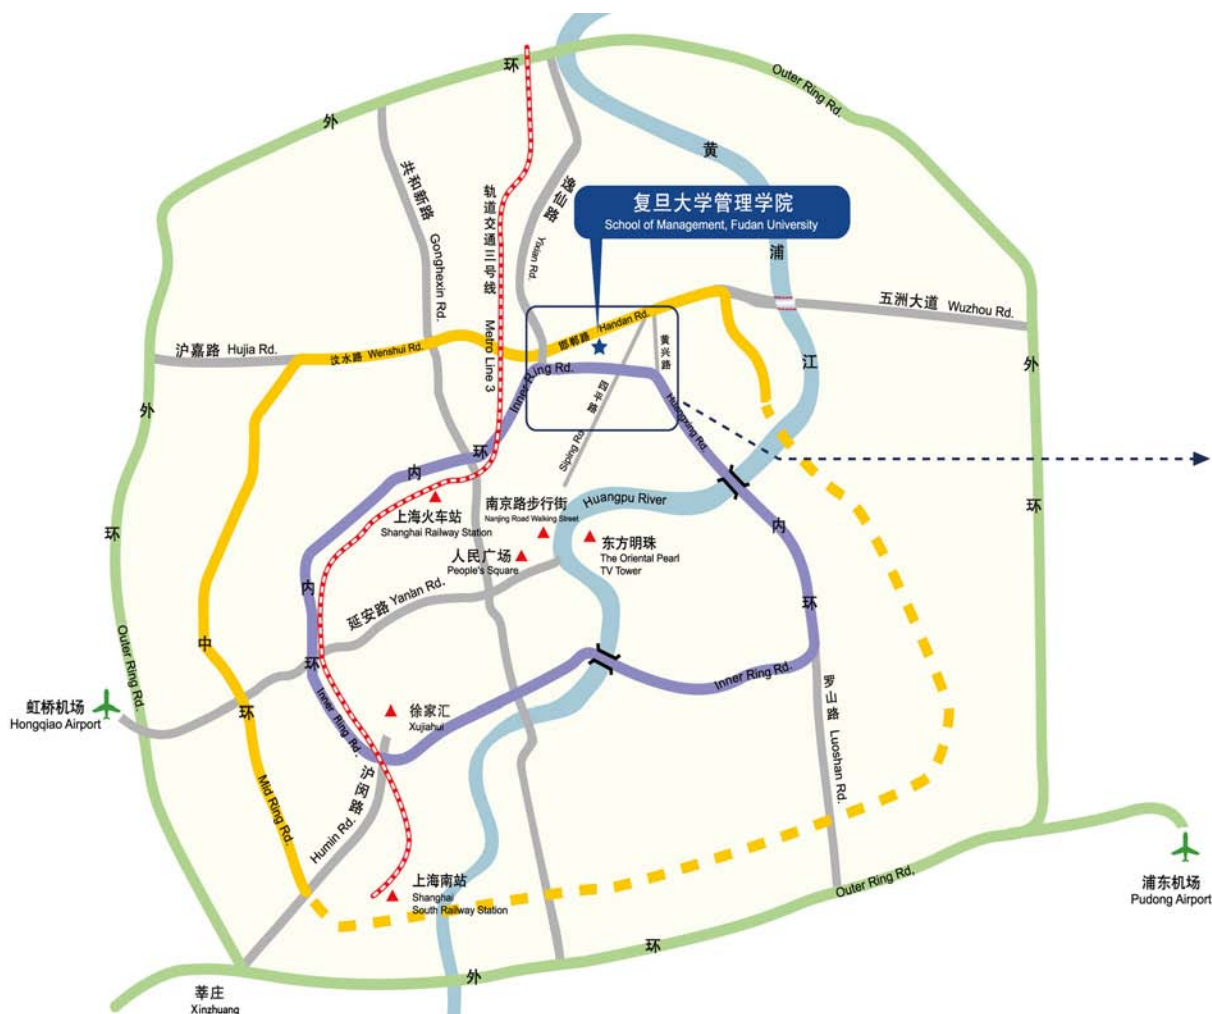 环
外
Outer Ring Rd.
黄
共和新路 Gonghexin Rd.
轨道交通三号线 Metro Line 3
逸仙路 Yixian Rd.
复旦大学管理学院
School of Management, Fudan University
浦
五洲大道 Wuzhou Rd.
沪嘉路 Hujia Rd.
汶水路 Wenshui Rd.
邯郸路 Handan Rd.
黄兴路
江
外
外
Inner Ring Rd.
四平路
Siping Rd.
Huangxing Rd.
环
内
环
环
上海火车站
Shanghai Railway Station
南京路步行街
Nanjing Road Walking Street
Huangpu River
内
人民广场
People's Square
东方明珠
The Oriental Pearl
TV Tower
内
环
延安路 Yanan Rd.
中
Outer Ring Rd.
环
Inner Ring Rd.
Inner Ring Rd.
虹桥机场
Hongqiao Airport
环
徐家汇
Xujiahui
罗山路 Luoshan Rd.
Mid Ring Rd.
沪闵路
Humin Rd.
上海南站
Shanghai
South Railway Station
Outer Ring Rd.
浦东机场
Pudong Airport
环
外
莘庄
Xinzhuang